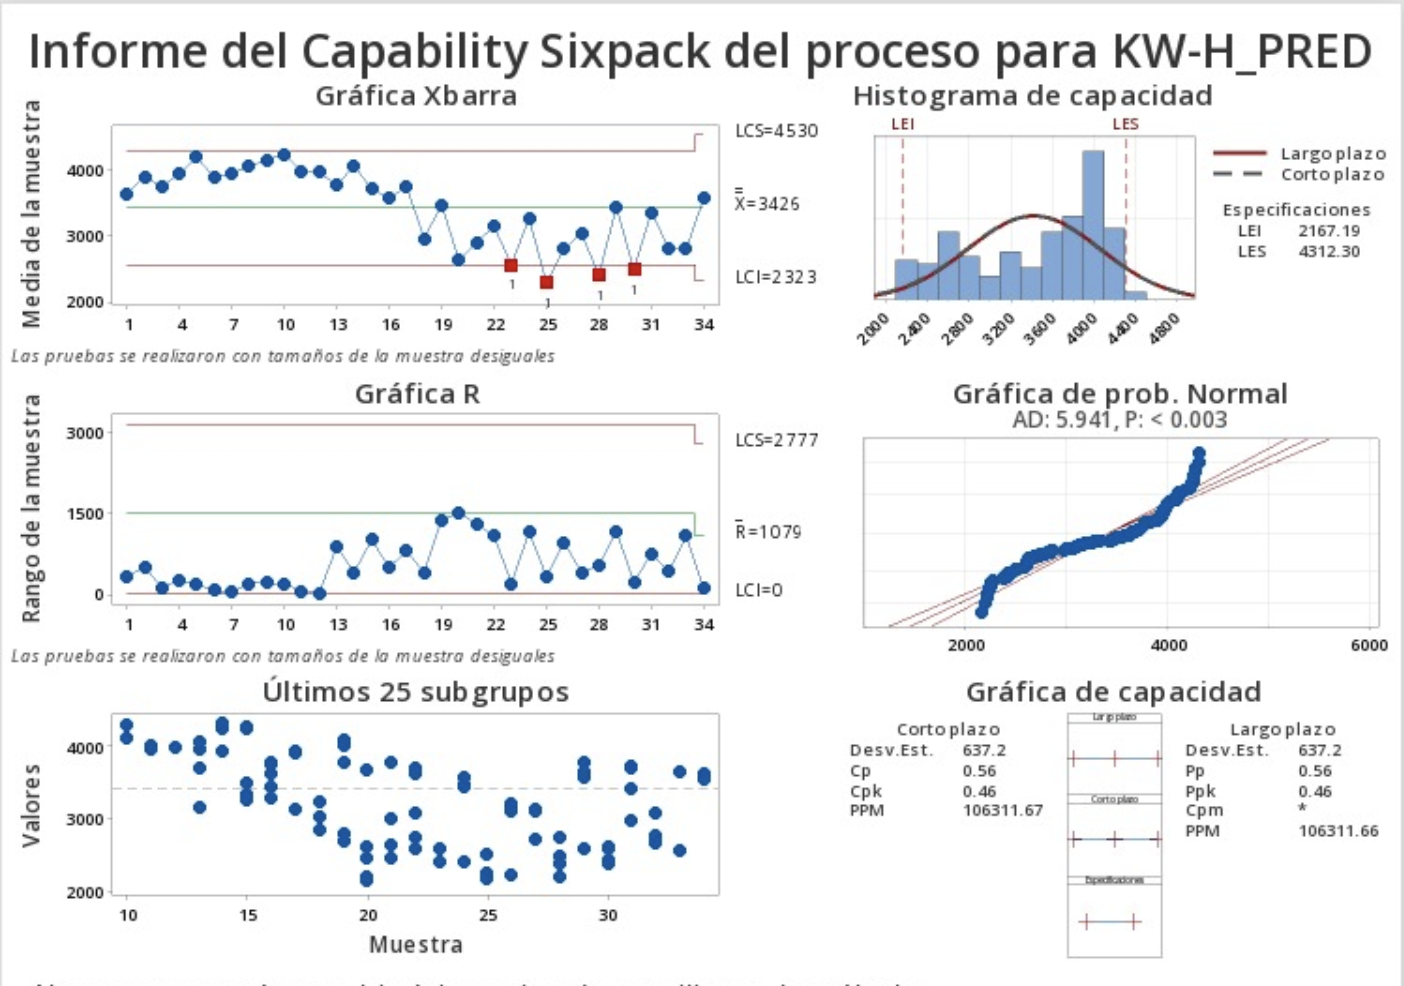 Informe del Capability Sixpack del proceso para KW-H_PRED
Gráfica Xbarra
Media de la muestra
4000
3000
2000
LCS=4530
X=3426
LCI=2323
1
1
1
1
1 4 7 10 13 16 19 22 25 28 31 34
Las pruebas se realizaron con tamaños de la muestra desiguales
Histograma de capacidad
LEI LES
2000 2400 2800 3200 3600 4000 4400 4800
Largo plazo
Corto plazo
Especificaciones
LEI 2167.19
LES 4312.30
Gráfica R
Rango de la muestra
3000
1500
0
LCS=2777
R=1079
LCI=0
1 4 7 10 13 16 19 22 25 28 31 34
Las pruebas se realizaron con tamaños de la muestra desiguales
Gráfica de prob. Normal
AD: 5.941, P: < 0.003
2000 4000 6000
Últimos 25 subgrupos
Valores
4000
3000
2000
10 15 20 25 30
Muestra
Gráfica de capacidad
Corto plazo
Desv.Est. 637.2
Cp 0.56
Cpk 0.46
PPM 106311.67
Largo plazo
Corto plazo
Especificaciones
Largo plazo
Desv.Est. 637.2
Pp 0.56
Ppk 0.46
Cpm *
PPM 106311.66